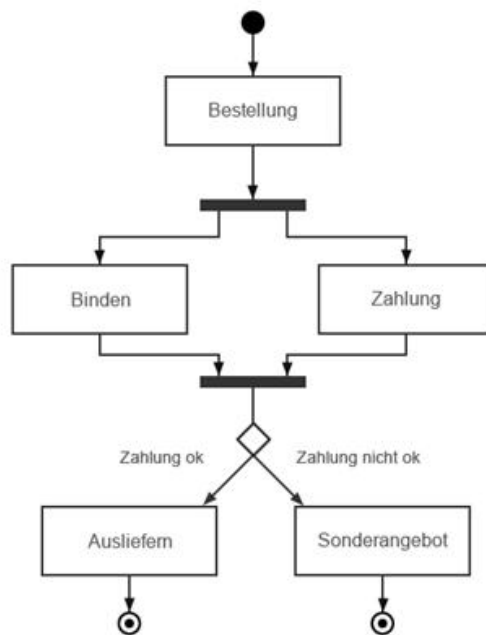 Bestellung
Binden
Zahlung
Zahlung ok
Zahlung nicht ok
Ausliefern
Sonderangebot